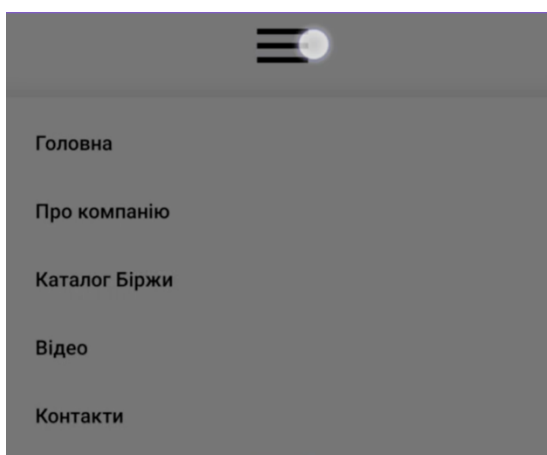 Головна
Про компанію
Каталог Біржи
Відео
Контакти